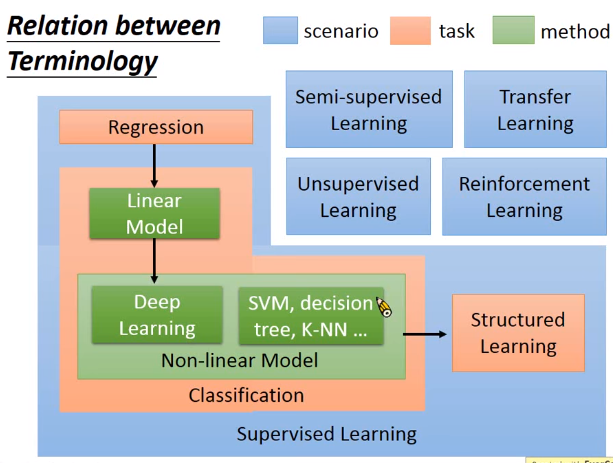 Relation between
Terminology
scenario
task
method
Semi-supervised
Learning
Transfer
Learning
Regression
Unsupervised
Learning
Reinforcement
Learning
Linear
Model
Deep
Learning
SVM, decision
tree, K-NN ...
Structured
Learning
Non-linear Model
Classification
Supervised Learning